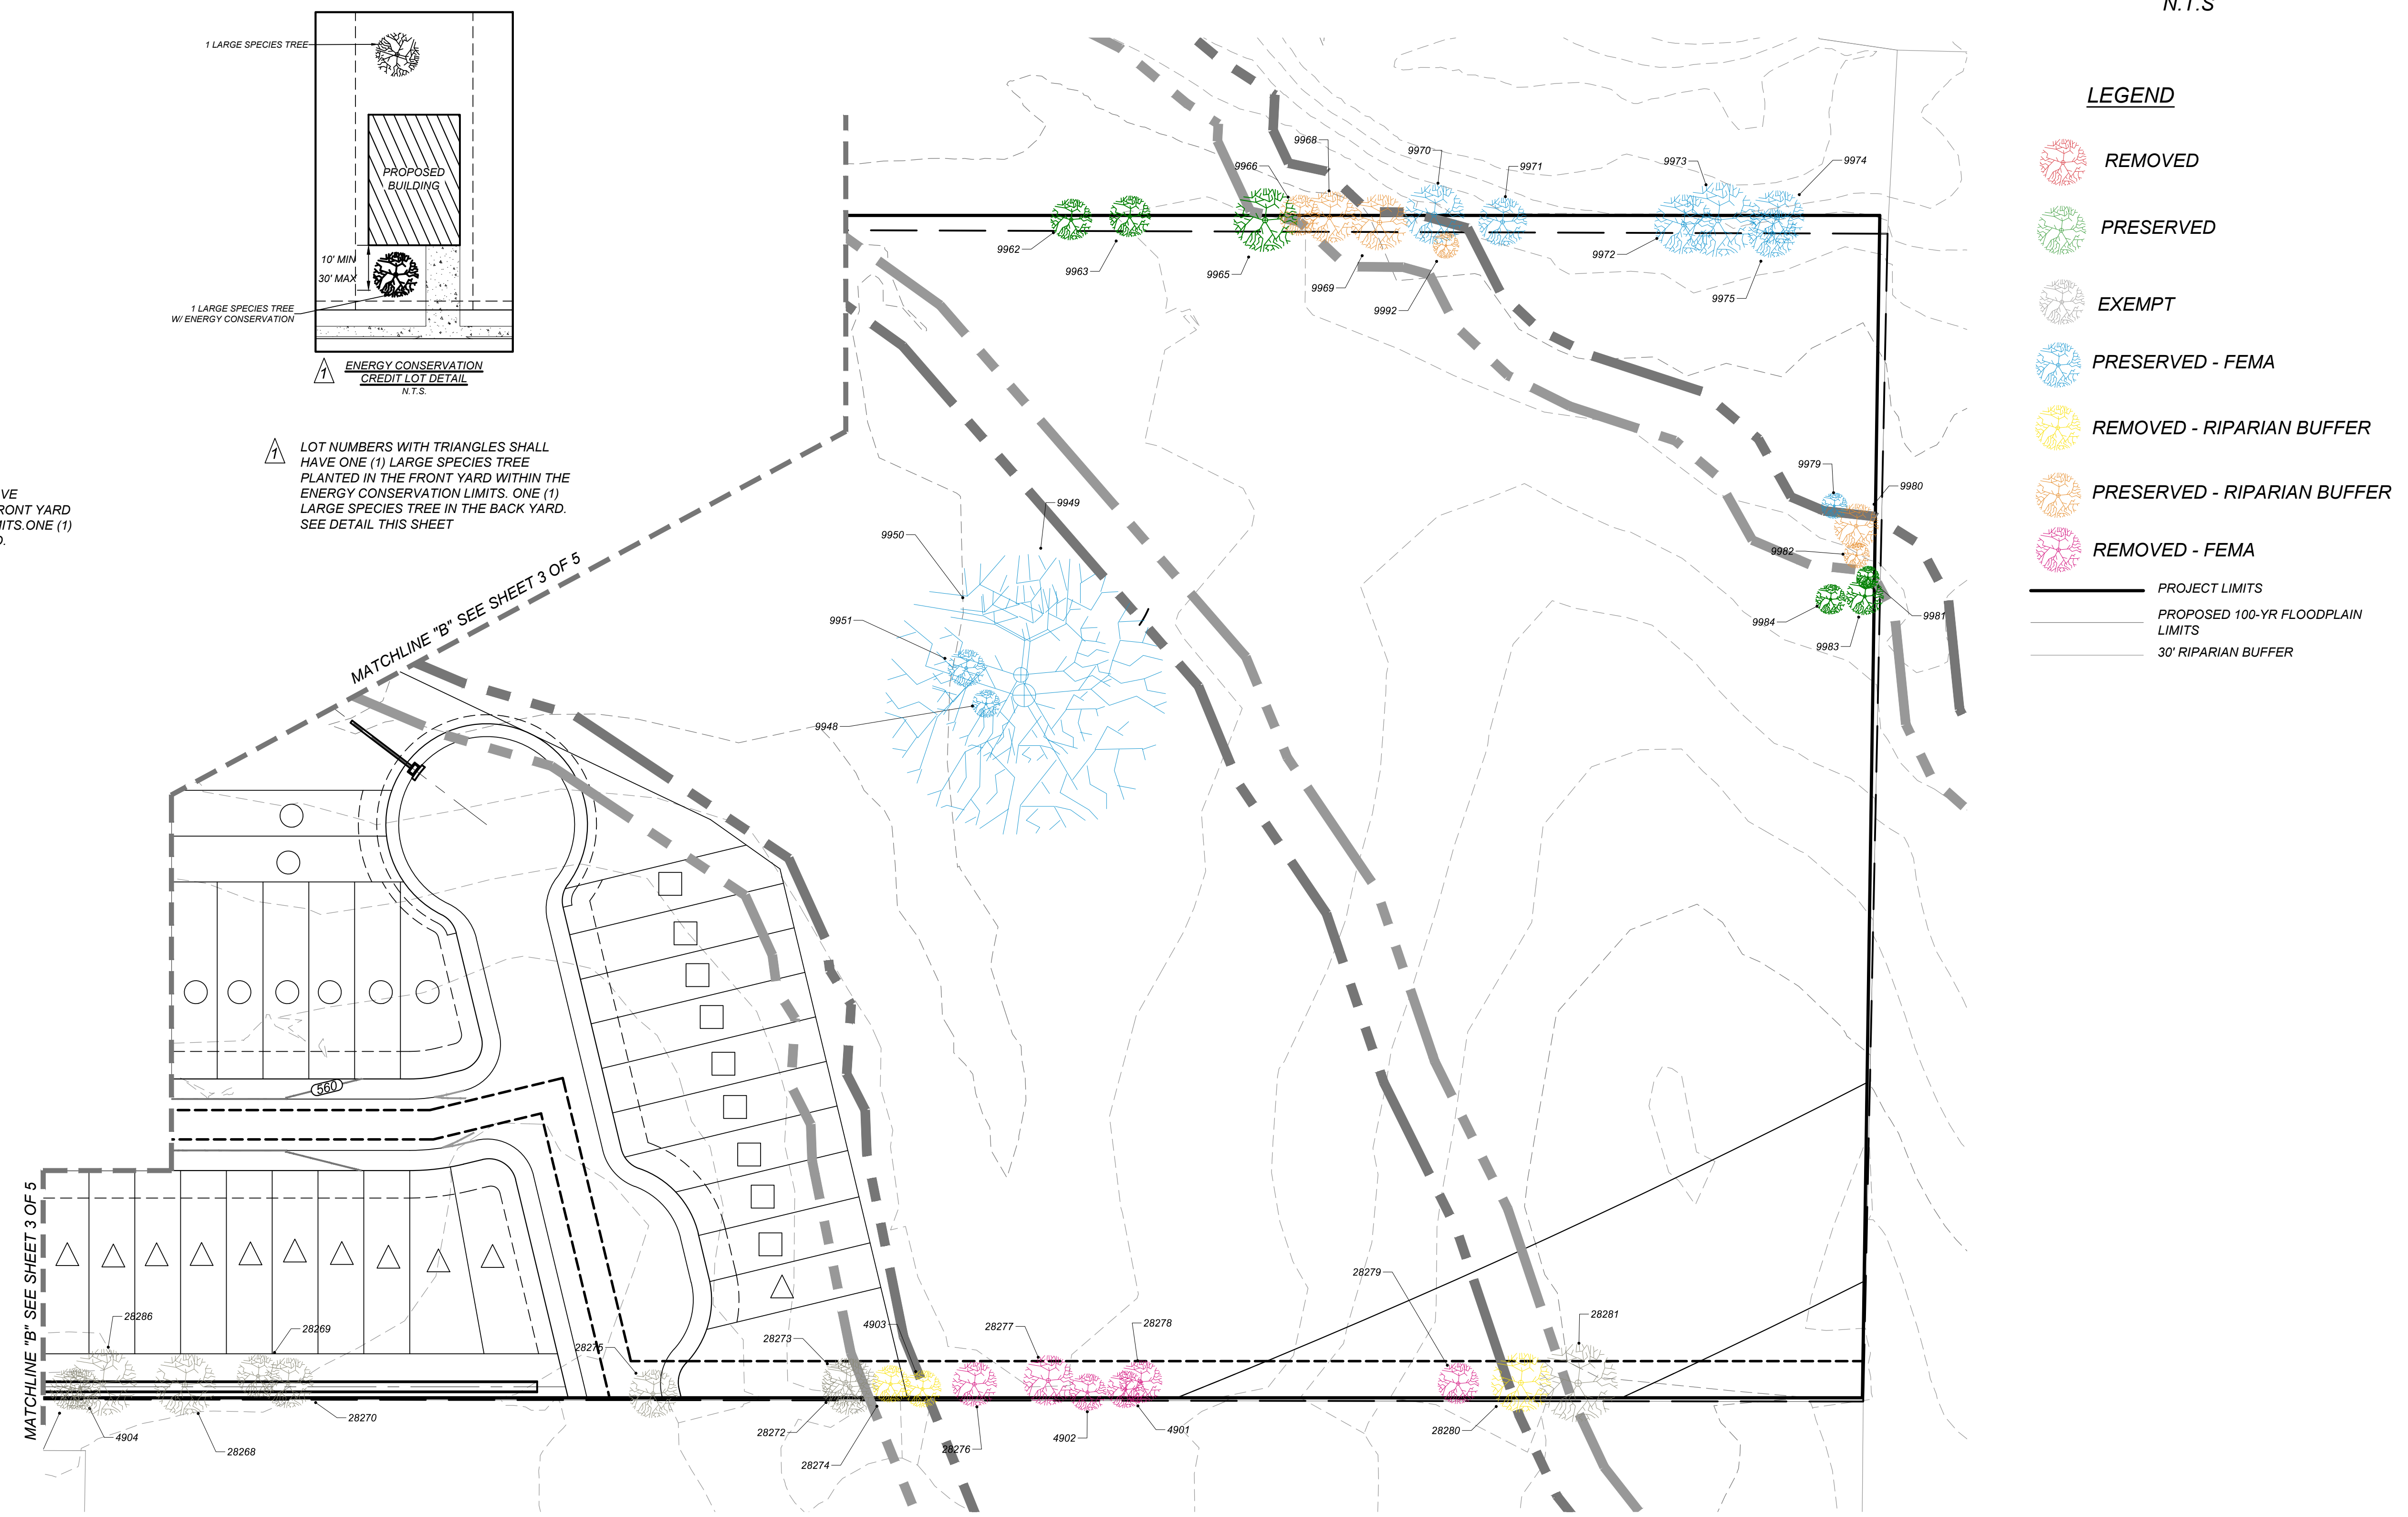 N.T.S
1 LARGE SPECIES TREE
PROPOSED
BUILDING
10' MIN
30' MAX
1 LARGE SPECIES TREE
W/ ENERGY CONSERVATION
1
ENERGY CONSERVATION
CREDIT LOT DETAIL
N.T.S.
1
LOT NUMBERS WITH TRIANGLES SHALL
HAVE ONE (1) LARGE SPECIES TREE
PLANTED IN THE FRONT YARD WITHIN THE
ENERGY CONSERVATION LIMITS. ONE (1)
LARGE SPECIES TREE IN THE BACK YARD.
SEE DETAIL THIS SHEET
VE
RONT YARD
MITS.ONE (1)
D.
LEGEND
REMOVED
PRESERVED
EXEMPT
PRESERVED - FEMA
REMOVED - RIPARIAN BUFFER
PRESERVED - RIPARIAN BUFFER
REMOVED - FEMA
PROJECT LIMITS
PROPOSED 100-YR FLOODPLAIN
LIMITS
30' RIPARIAN BUFFER
9968
9970
9966
9971
9973
9974
9962
9963
9965
9969
9992
9972
9975
9979
9980
9982
9984
9981
9983
9949
9950
9951
9948
MATCHLINE "B" SEE SHEET 3 OF 5
560
MATCHLINE "B" SEE SHEET 3 OF 5
28286
28269
28275
28273
4903
28277
28278
28279
28281
4904
28268
28270
28272
28274
28276
4902
4901
28280